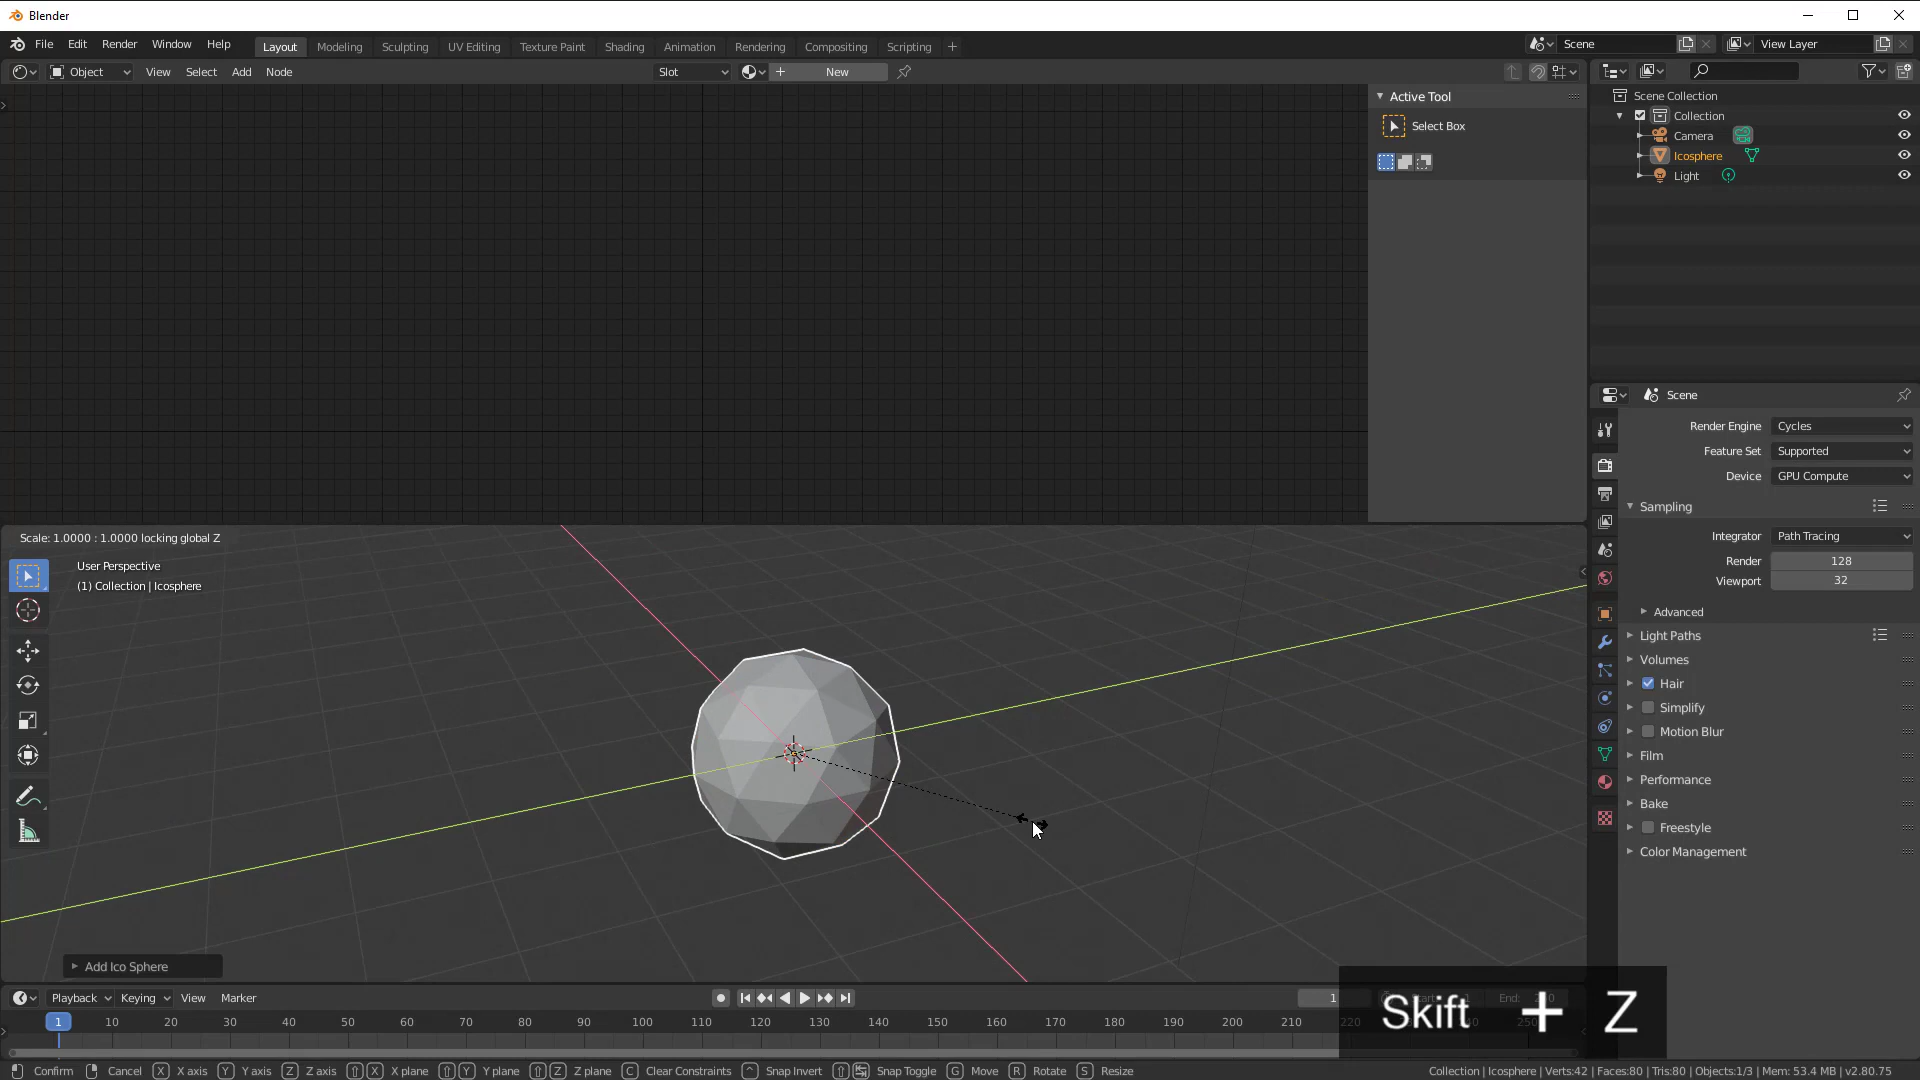 Blender
File Edit Render Window Help
Layout Modeling Sculpting UV Editing Texture Paint Shading Animation Rendering Compositing Scripting +
Scene
View Layer
Object View Select Add Node
Slot
New
Active Tool
Select Box
Scene Collection
Collection
Camera
Icosphere
Light
Scene
Render Engine Cycles
Feature Set Supported
Device GPU Compute
Sampling
Integrator Path Tracing
Render 128
Viewport 32
Advanced
Light Paths
Volumes
Hair
Simplify
Motion Blur
Film
Performance
Bake
Freestyle
Color Management
Scale: 1.0000 : 1.0000 locking global Z
User Perspective
(1) Collection | Icosphere
Add Ico Sphere
Skift + Z
Playback Keying View Marker
1
End:
1 10 20 30 40 50 60 70 80 90 100 110 120 130 140 150 160 170 180 190 200 210 220 250
Confirm Cancel X X axis Y Y axis Z Z axis X X plane Y Y plane Z Z plane C Clear Constraints Snap Invert Snap Toggle G Move R Rotate S Resize
Collection | Icosphere | Verts:42 | Faces:80 | Tris:80 | Objects:1/3 | Mem: 53.4 MB | v2.80.75